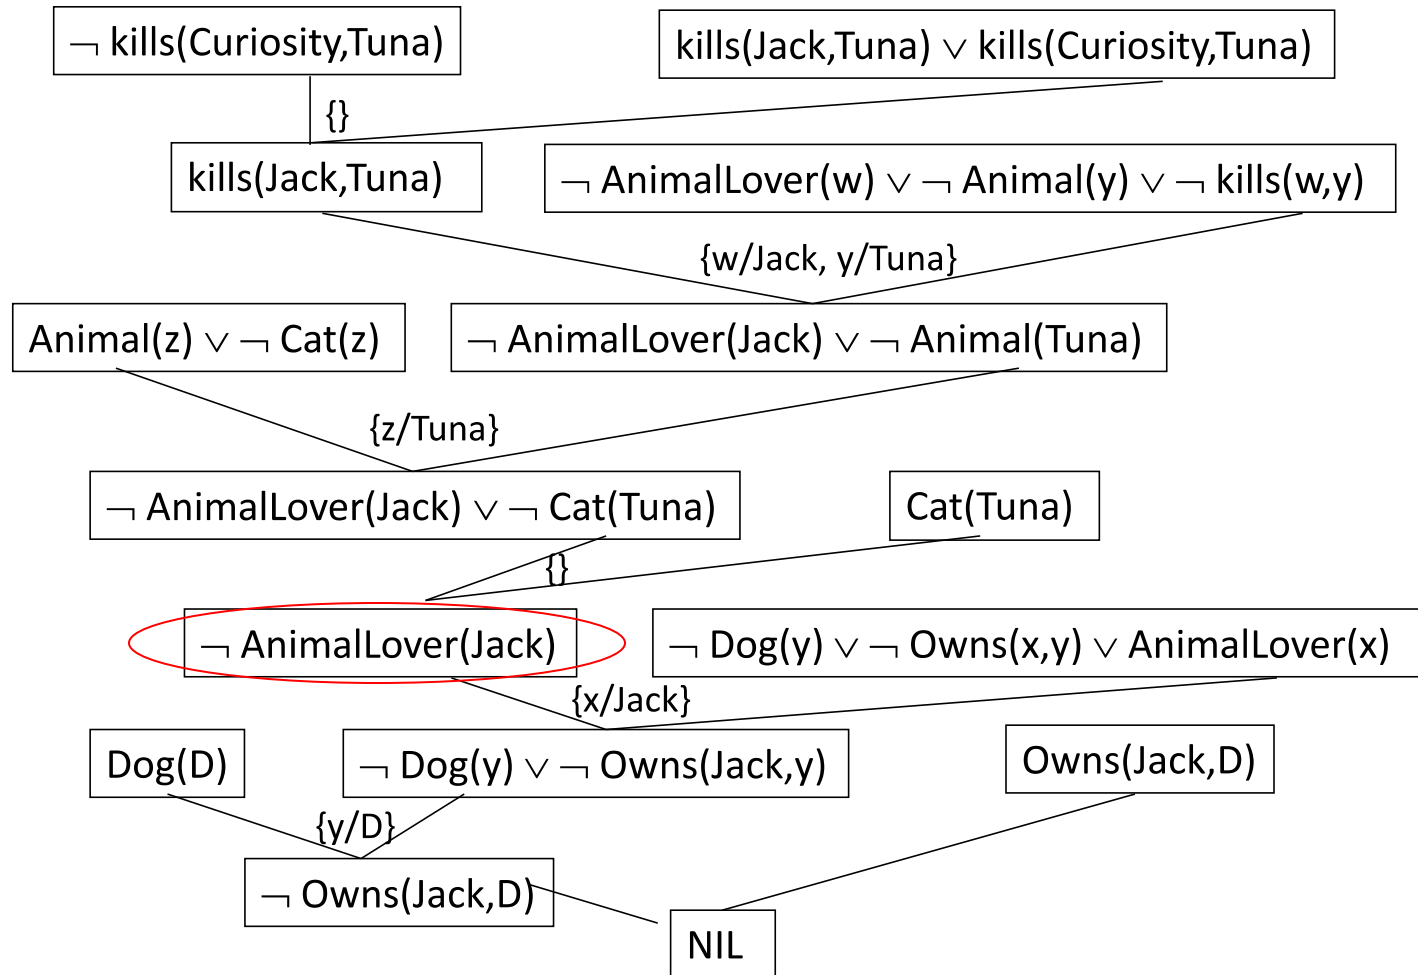 ¬ kills(Curiosity,Tuna)
kills(Jack,Tuna) ∨ kills(Curiosity,Tuna)
{}
kills(Jack,Tuna)
¬ AnimalLover(w) ∨ ¬ Animal(y) ∨ ¬ kills(w,y)
{w/Jack, y/Tuna}
Animal(z) ∨ ¬ Cat(z)
¬ AnimalLover(Jack) ∨ ¬ Animal(Tuna)
{z/Tuna}
¬ AnimalLover(Jack) ∨ ¬ Cat(Tuna)
Cat(Tuna)
{}
¬ AnimalLover(Jack)
¬ Dog(y) ∨ ¬ Owns(x,y) ∨ AnimalLover(x)
{x/Jack}
Dog(D)
¬ Dog(y) ∨ ¬ Owns(Jack,y)
Owns(Jack,D)
{y/D}
¬ Owns(Jack,D)
NIL